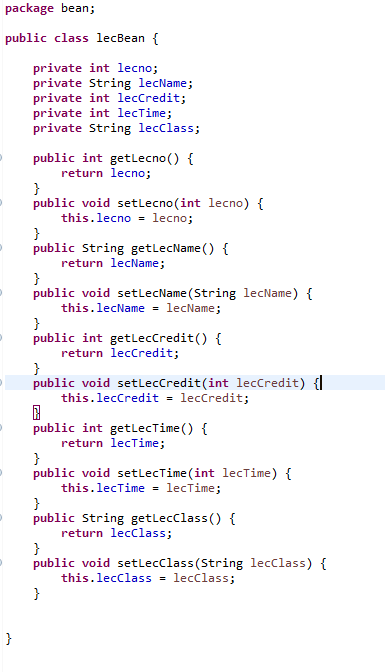 package bean;
public class lecBean {
private int lecno;
private String lecName;
private int lecCredit;
private int lecTime;
private String lecClass;
public int getLecno() {
return lecno;
}
public void setLecno(int lecno) {
this.lecno = lecno;
}
public String getLecName() {
return lecName;
}
public void setLecName(String lecName) {
this.lecName = lecName;
}
public int getLecCredit() {
return lecCredit;
}
public void setLecCredit(int lecCredit) {
this.lecCredit = lecCredit;
}
public int getLecTime() {
return lecTime;
}
public void setLecTime(int lecTime) {
this.lecTime = lecTime;
}
public String getLecClass() {
return lecClass;
}
public void setLecClass(String lecClass) {
this.lecClass = lecClass;
}
}